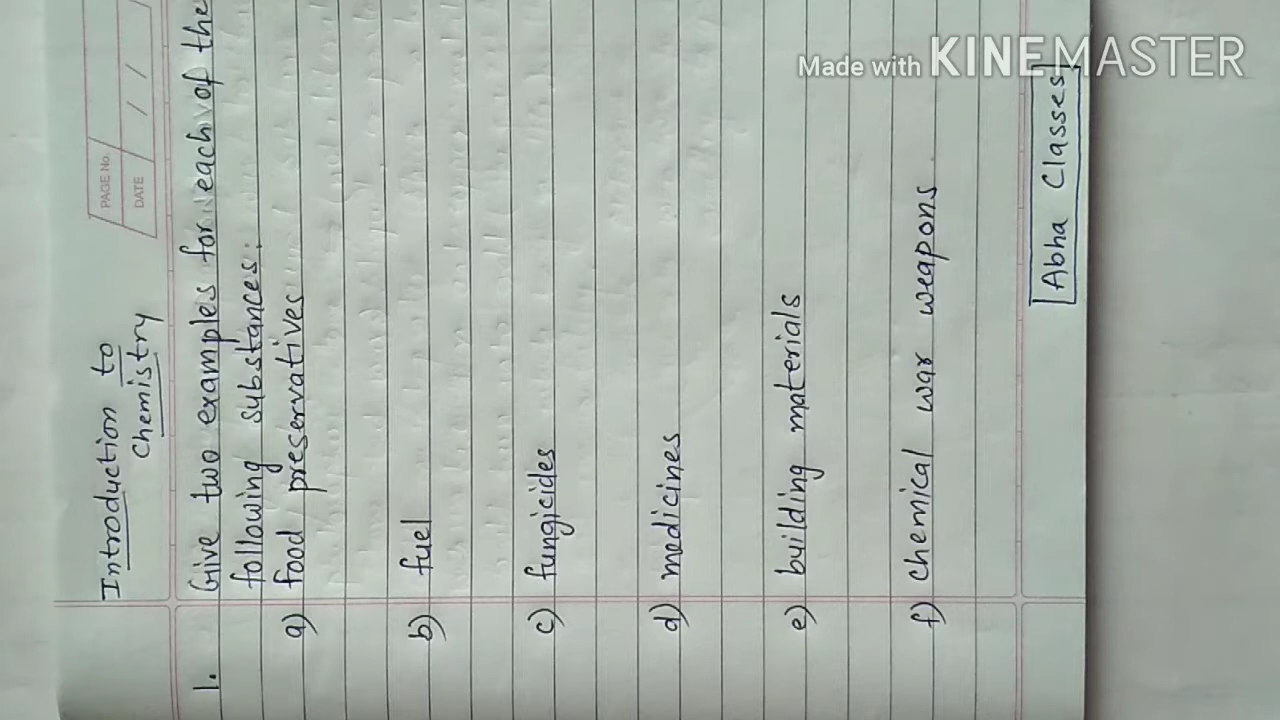 PAGE No.
DATE / /
Introduction to
Chemistry
1. Give two examples for each of the
following substances:
a) food preservatives
b) fuel
c) fungicides
d) medicines
e) building materials
f) chemical war weapons
Abha Classes
Made with KINEMASTER